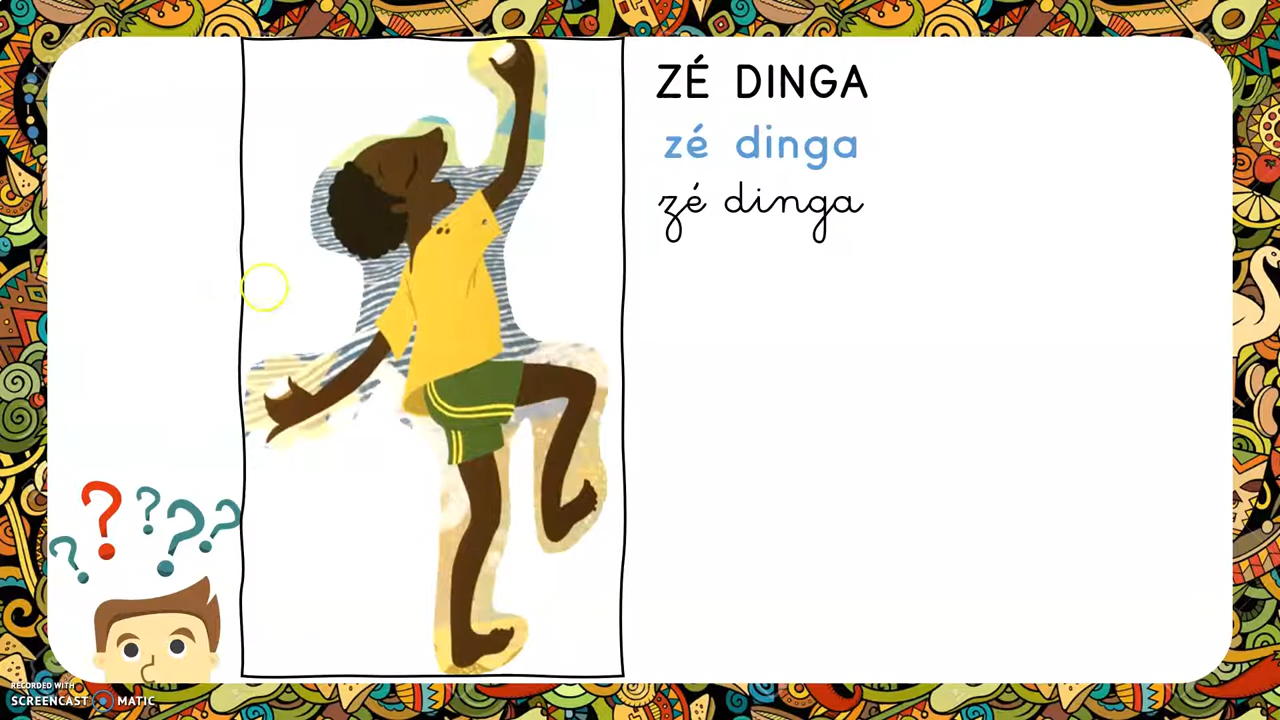 ZÉ DINGA
zé dinga
zé dinga
? ? ? ? ?
RECORDED WITH
SCREENCAST MATIC